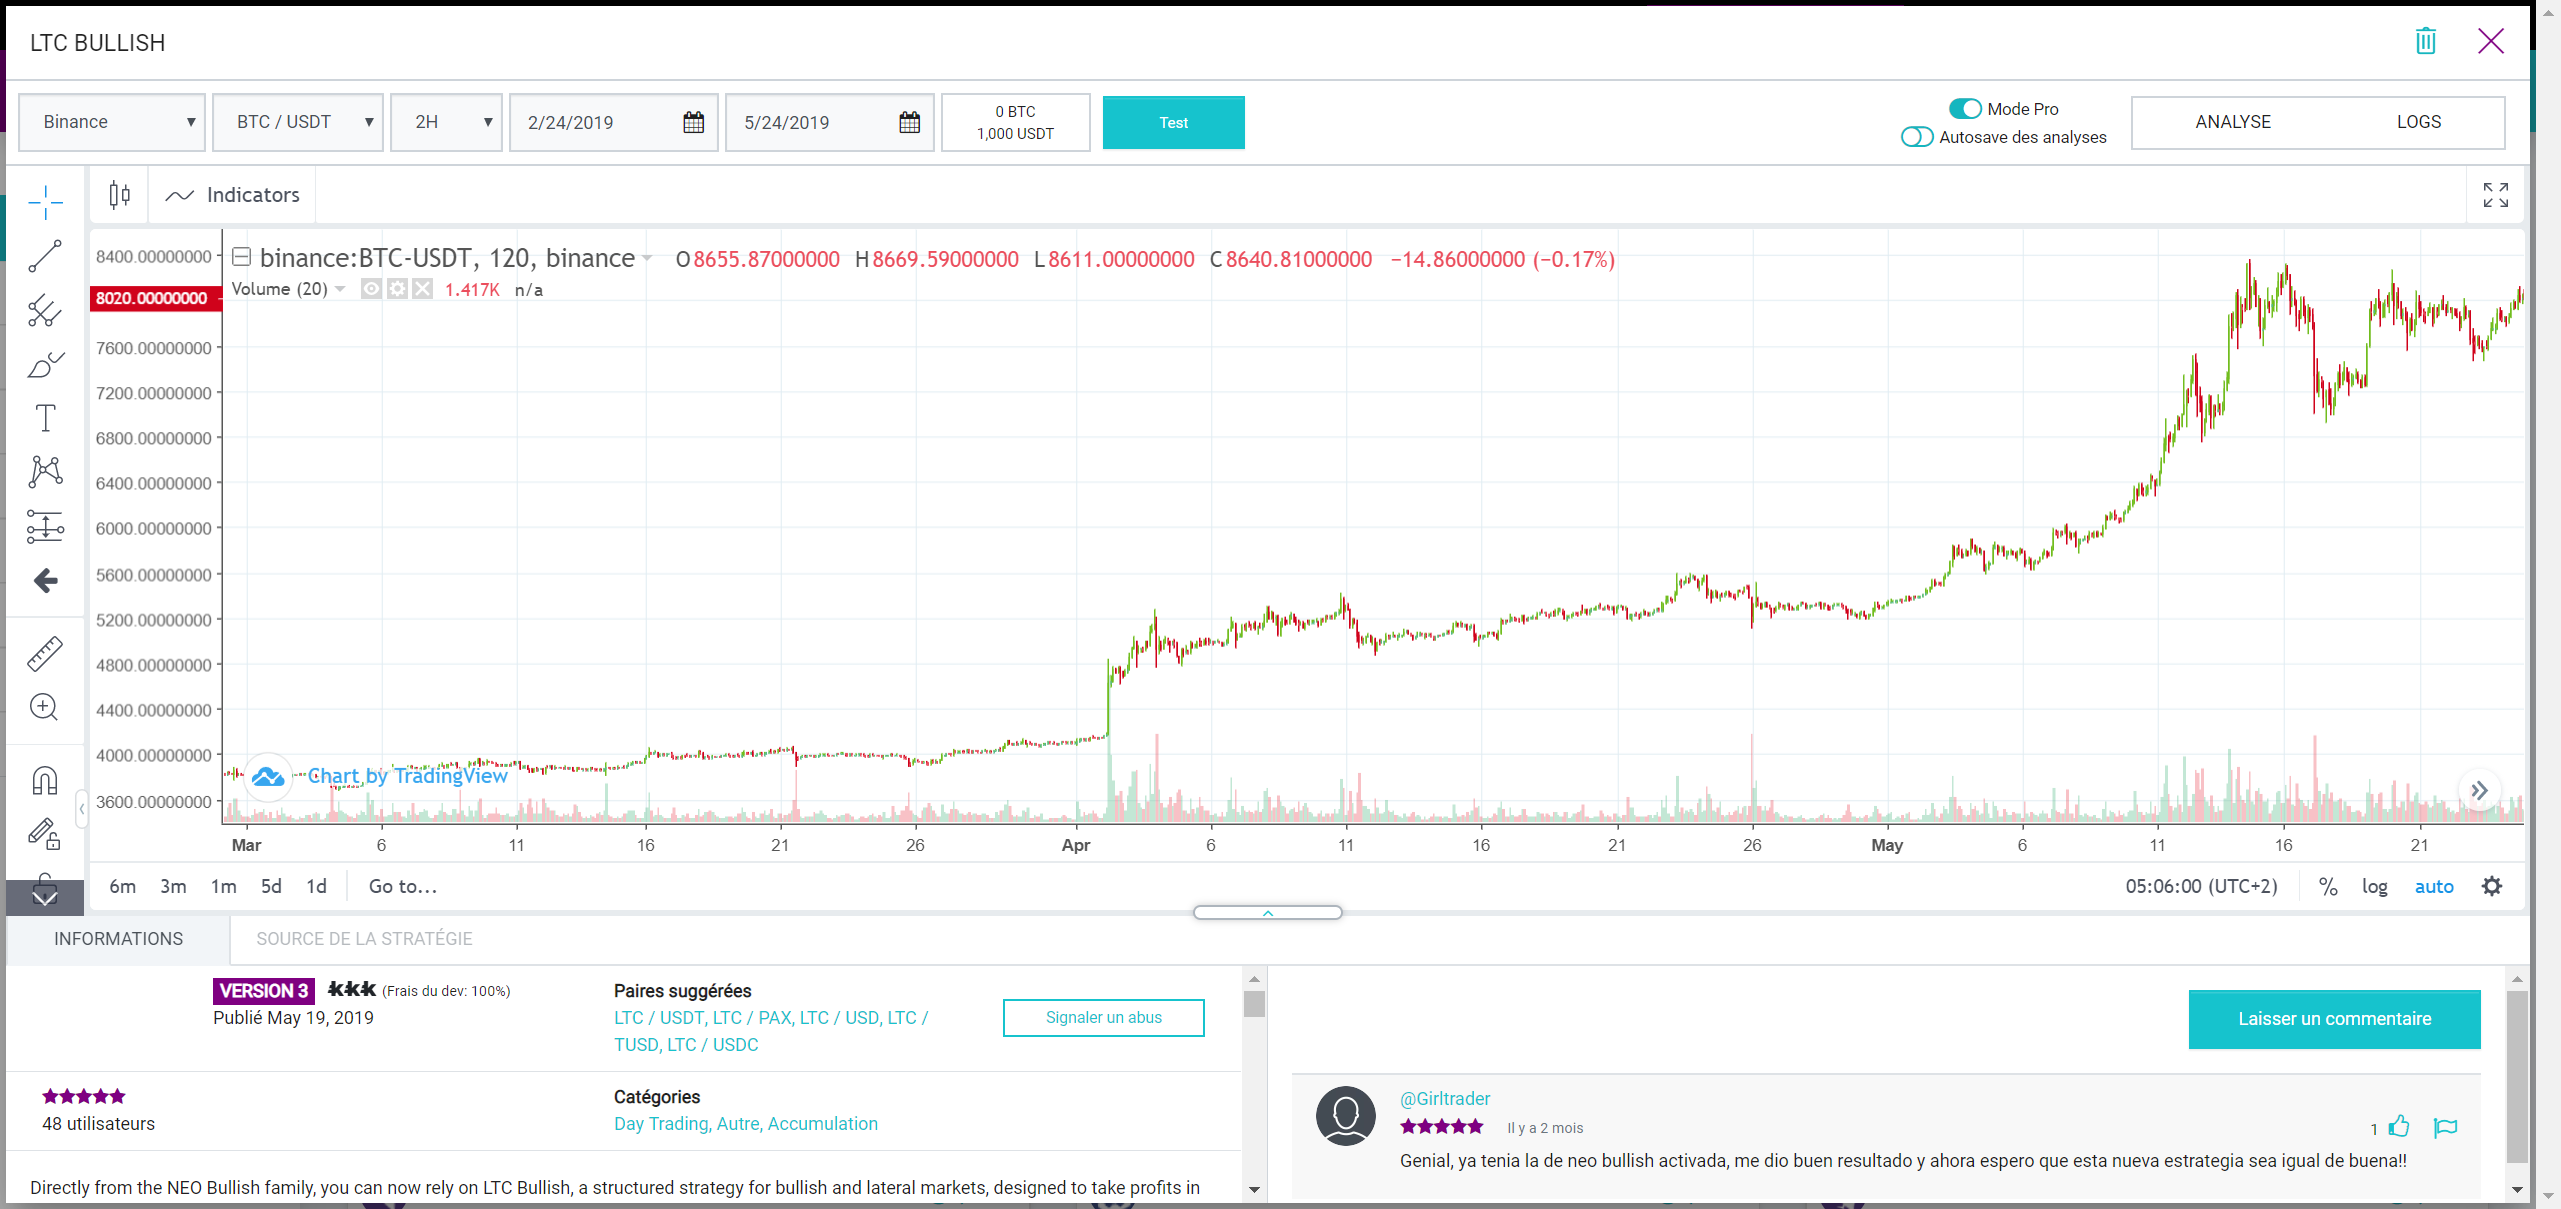 LTC BULLISH
Binance BTC / USDT 2H 2/24/2019 5/24/2019 0 BTC
1,000 USDT
Test
Mode Pro
Autosave des analyses
ANALYSE LOGS
Indicators
binance:BTC-USDT, 120, binance O8655.87000000 H8669.59000000 L8611.00000000 C8640.81000000 −14.86000000 (−0.17%)
Volume (20) 1.417K n/a
8400.00000000
8020.00000000
7600.00000000
7200.00000000
6800.00000000
6400.00000000
6000.00000000
5600.00000000
5200.00000000
4800.00000000
4400.00000000
4000.00000000
3600.00000000
Chart by TradingView
Mar 6 11 16 21 26 Apr 6 11 16 21 26 May 6 11 16 21
6m 3m 1m 5d 1d Go to... 05:06:00 (UTC+2) % log auto
INFORMATIONS SOURCE DE LA STRATÉGIE
VERSION 3 (Frais du dev: 100%)
Publié May 19, 2019
Paires suggérées
LTC / USDT, LTC / PAX, LTC / USD, LTC /
TUSD, LTC / USDC
Signaler un abus
48 utilisateurs
Catégories
Day Trading, Autre, Accumulation
Directly from the NEO Bullish family, you can now rely on LTC Bullish, a structured strategy for bullish and lateral markets, designed to take profits in
Laisser un commentaire
@Girltrader
Il y a 2 mois
1
Genial, ya tenia la de neo bullish activada, me dio buen resultado y ahora espero que esta nueva estrategia sea igual de buena!!